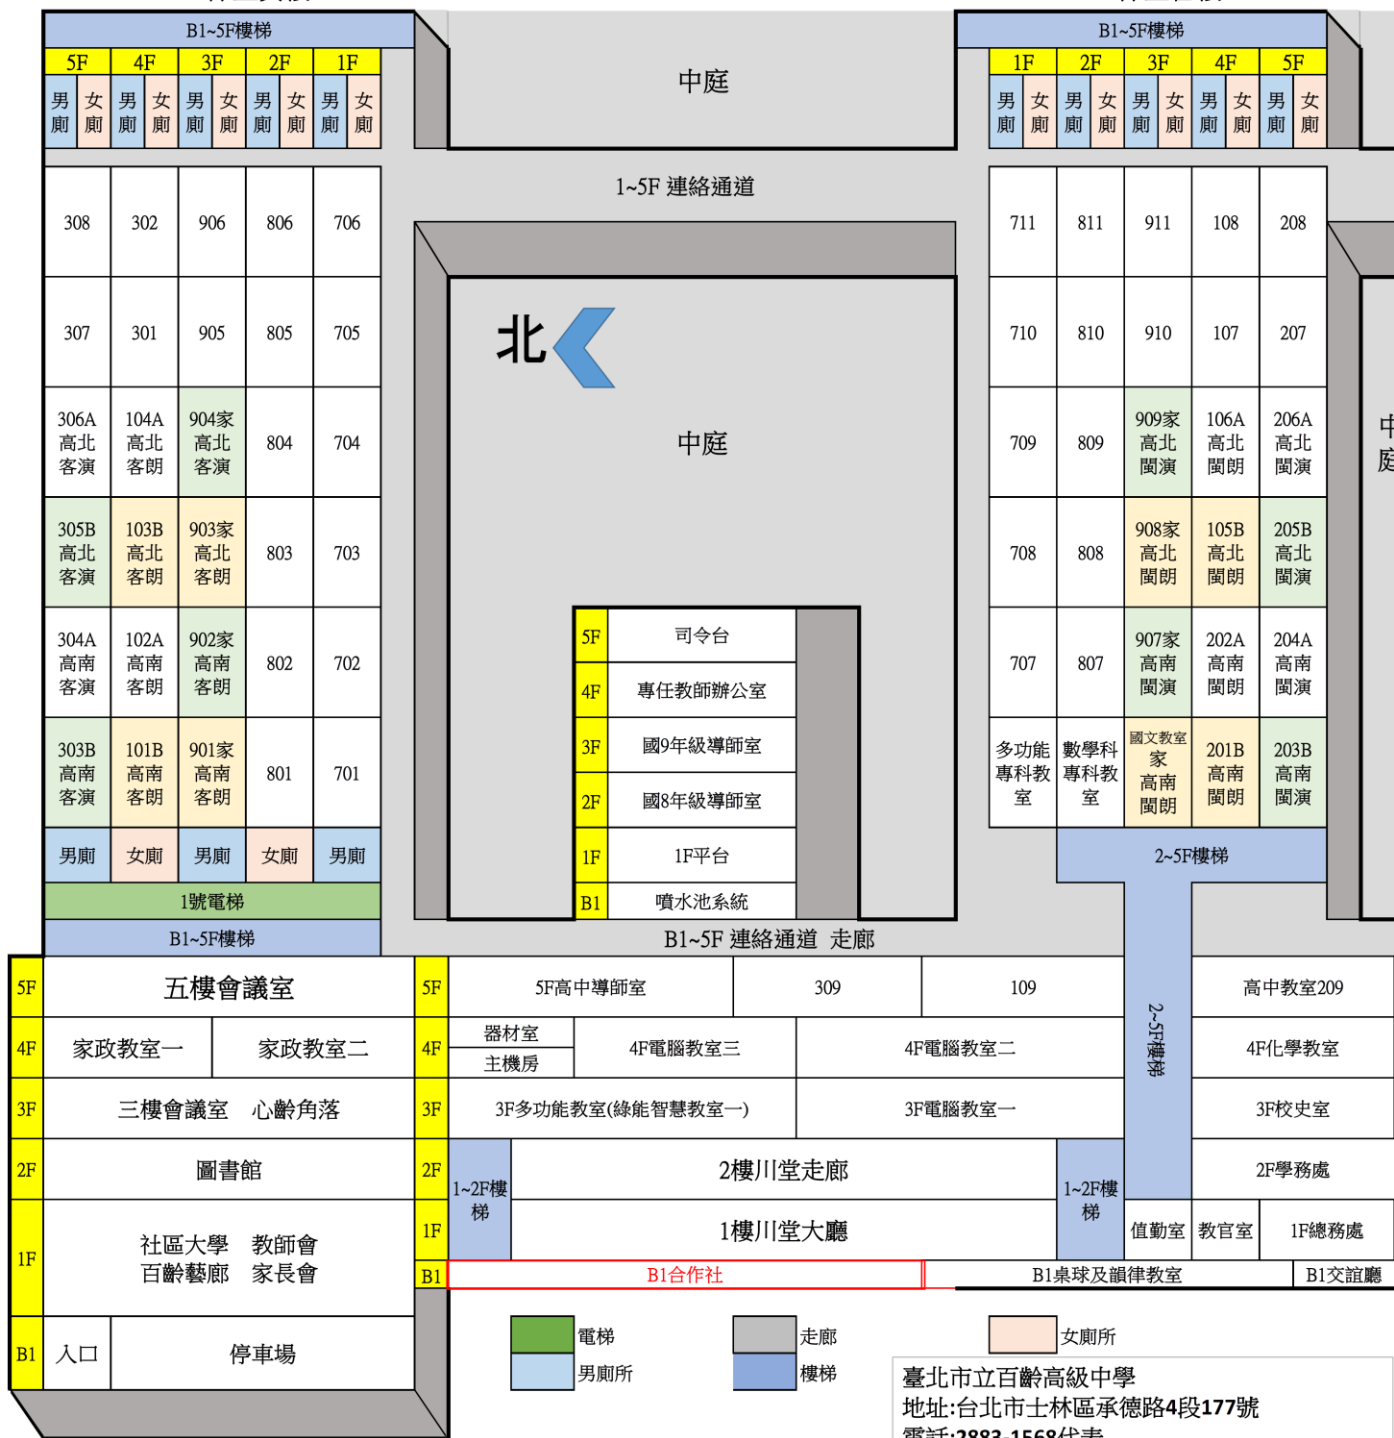 B1~5F樓梯
B1~5F樓梯
5F 4F 3F 2F 1F
1F 2F 3F 4F 5F
男廁 女廁 男廁 女廁 男廁 女廁 男廁 女廁 男廁 女廁
男廁 女廁 男廁 女廁 男廁 女廁 男廁 女廁 男廁 女廁
中庭
1~5F 連絡通道
308 302 906 806 706
711 811 911 108 208
307 301 905 805 705
710 810 910 107 207
北
306A 高北 客演
104A 高北 客朗
904家 高北 客演
804 704
中庭
709 809
909家 高北 閩演
106A 高北 閩朗
206A 高北 閩演
中庭
305B 高北 客演
103B 高北 客朗
903家 高北 客朗
803 703
708 808
908家 高北 閩朗
105B 高北 閩朗
205B 高北 閩演
304A 高南 客演
102A 高南 客朗
902家 高南 客朗
802 702
707 807
907家 高南 閩演
202A 高南 閩朗
204A 高南 閩演
303B 高南 客演
101B 高南 客朗
901家 高南 客朗
801 701
多功能專科教室
數學科專科教室
國文教室 家 高南 閩朗
201B 高南 閩朗
203B 高南 閩演
5F 司令台
4F 專任教師辦公室
3F 國9年級導師室
2F 國8年級導師室
1F 1F平台
B1 噴水池系統
男廁 女廁 男廁 女廁 男廁
2~5F樓梯
1號電梯
B1~5F樓梯
B1~5F 連絡通道 走廊
5F 五樓會議室 5F 5F高中導師室 309 109 高中教室209
2~5F樓梯
4F 家政教室一 家政教室二 4F 器材室 主機房 4F電腦教室三 4F電腦教室二 4F化學教室
3F 三樓會議室 心齡角落 3F 3F多功能教室(綠能智慧教室一) 3F電腦教室一 3F校史室
2F 圖書館 2F 1~2F樓梯 2樓川堂走廊 1~2F樓梯 2F學務處
1F 社區大學 教師會
百齡藝廊 家長會
1F 1樓川堂大廳 值勤室 教官室 1F總務處
B1 B1合作社 B1桌球及韻律教室 B1交誼廳
B1 入口 停車場
電梯 走廊 女廁所
男廁所 樓梯
臺北市立百齡高級中學
地址:台北市士林區承德路4段177號
電話:2883-1568代表